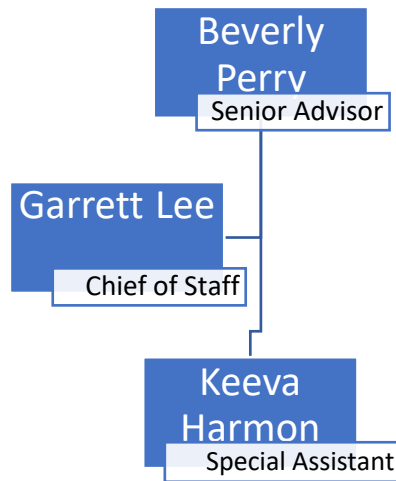 Beverly
Perry
Senior Advisor
Garrett Lee
Chief of Staff
Keeva
Harmon
Special Assistant